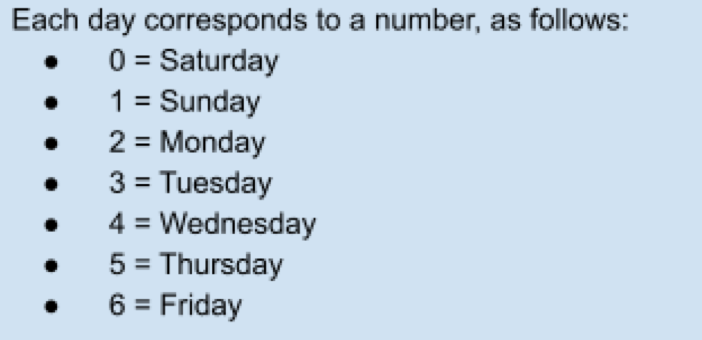 Each day corresponds to a number, as follows:
● 0 = Saturday
● 1 = Sunday
● 2 = Monday
● 3 = Tuesday
● 4 = Wednesday
● 5 = Thursday
● 6 = Friday